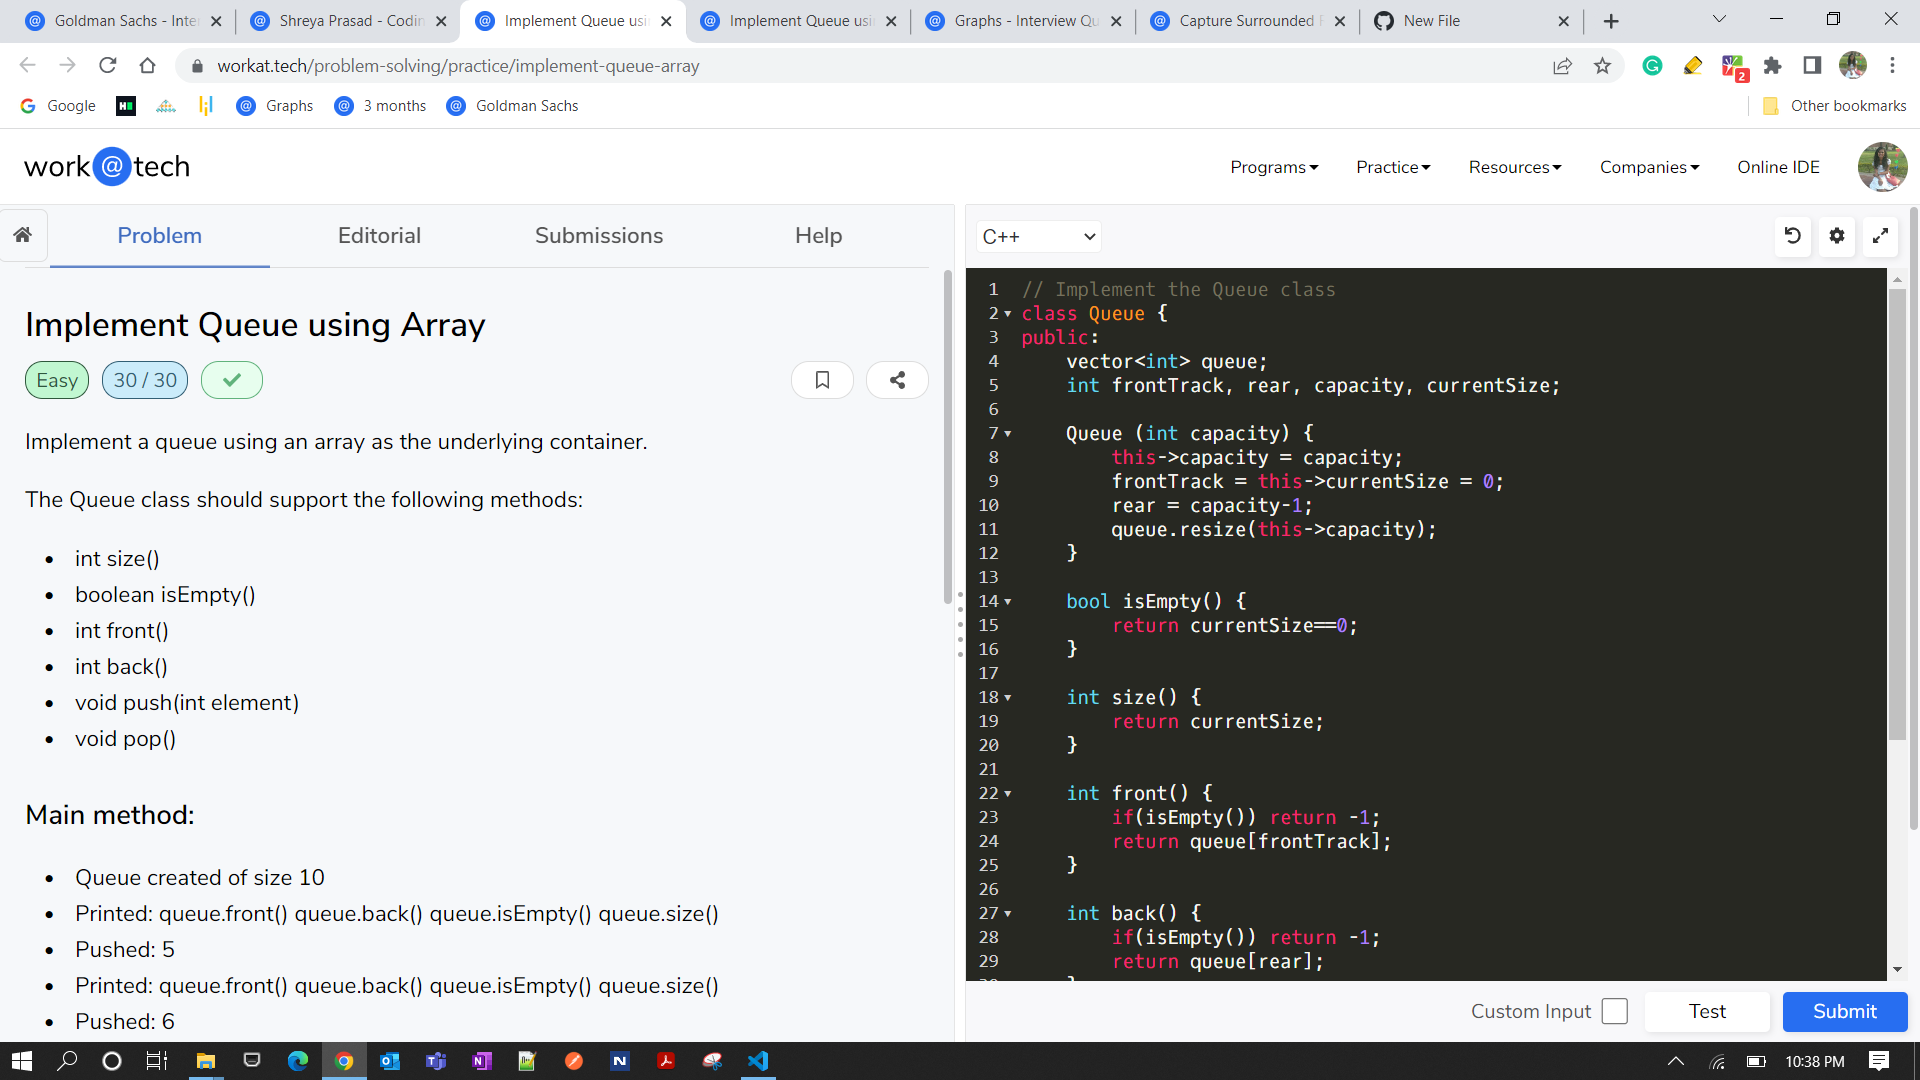 Goldman Sachs - Inte
Shreya Prasad - Codin
Implement Queue usi
Implement Queue usi
Graphs - Interview Qu
Capture Surrounded
New File
workat.tech/problem-solving/practice/implement-queue-array
2
Google
Graphs
3 months
Goldman Sachs
Other bookmarks
work@tech
Programs
Practice
Resources
Companies
Online IDE
Problem
Editorial
Submissions
Help
C++
Implement Queue using Array
Easy
30 / 30
Implement a queue using an array as the underlying container.
The Queue class should support the following methods:
• int size()
• boolean isEmpty()
• int front()
• int back()
• void push(int element)
• void pop()
Main method:
• Queue created of size 10
• Printed: queue.front() queue.back() queue.isEmpty() queue.size()
• Pushed: 5
• Printed: queue.front() queue.back() queue.isEmpty() queue.size()
• Pushed: 6
1 // Implement the Queue class
2 class Queue {
3 public:
4 vector<int> queue;
5 int frontTrack, rear, capacity, currentSize;
6
7 Queue (int capacity) {
8 this->capacity = capacity;
9 frontTrack = this->currentSize = 0;
10 rear = capacity-1;
11 queue.resize(this->capacity);
12 }
13
14 bool isEmpty() {
15 return currentSize==0;
16 }
17
18 int size() {
19 return currentSize;
20 }
21
22 int front() {
23 if(isEmpty()) return -1;
24 return queue[frontTrack];
25 }
26
27 int back() {
28 if(isEmpty()) return -1;
29 return queue[rear];
Custom Input
Test
Submit
10:38 PM